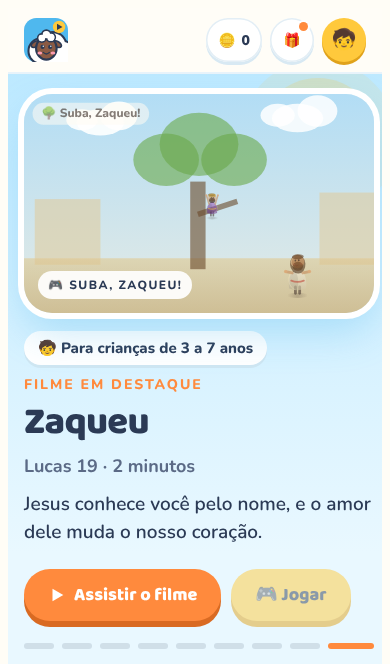 0
Suba, Zaqueu!
SUBA, ZAQUEU!
Para crianças de 3 a 7 anos
FILME EM DESTAQUE
Zaqueu
Lucas 19 · 2 minutos
Jesus conhece você pelo nome, e o amor
dele muda o nosso coração.
Assistir o filme
Jogar